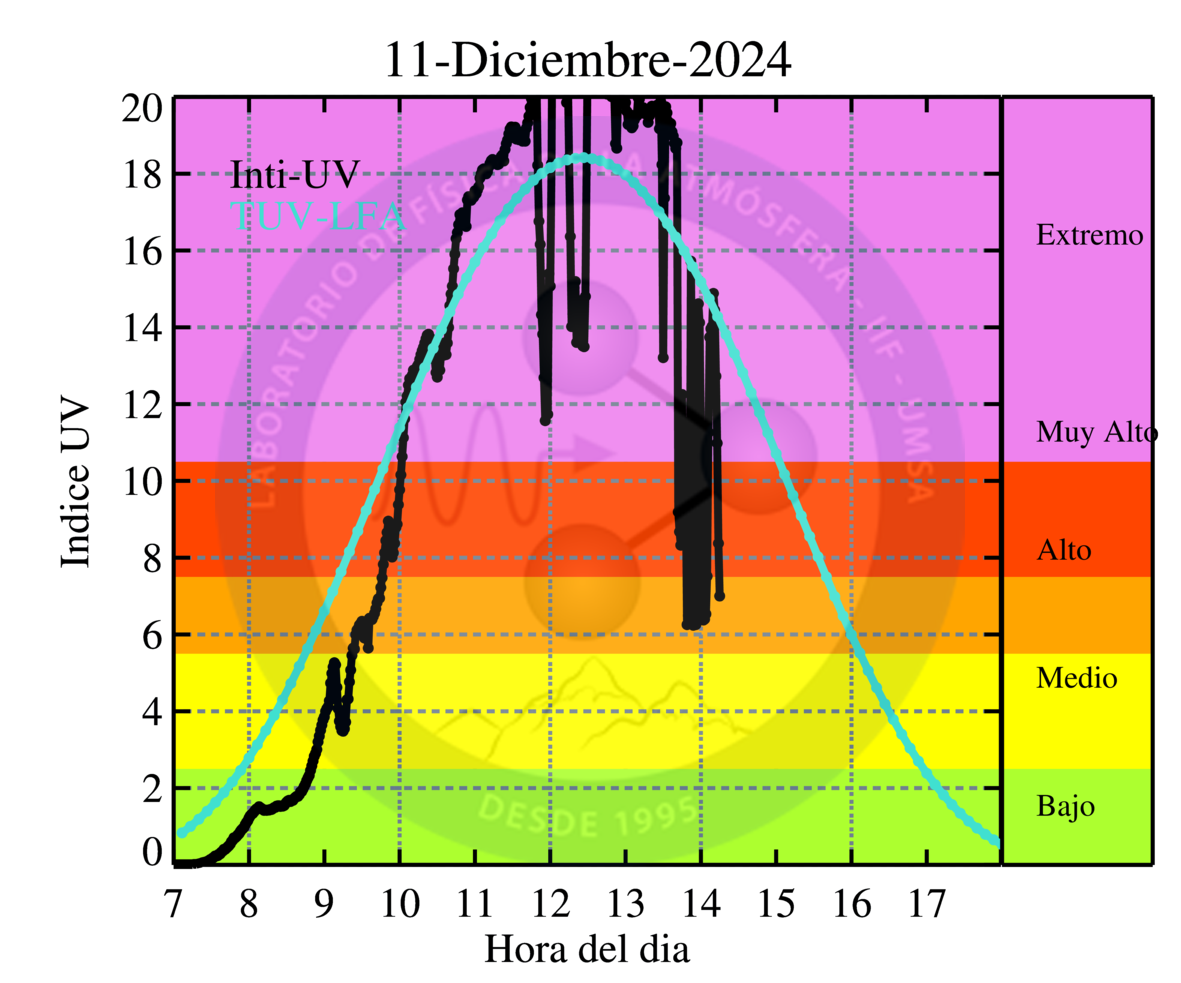 11-Diciembre-2024
20
18
16
14
12
10
8
6
4
2
0
Indice UV
Inti-UV
TUV-LFA
LABORATORIO DE FÍSICA DE LA ATMÓSFERA - IIF - UMSA
DESDE 1995
Extremo
Muy Alto
Alto
Medio
Bajo
7 8 9 10 11 12 13 14 15 16 17
Hora del dia